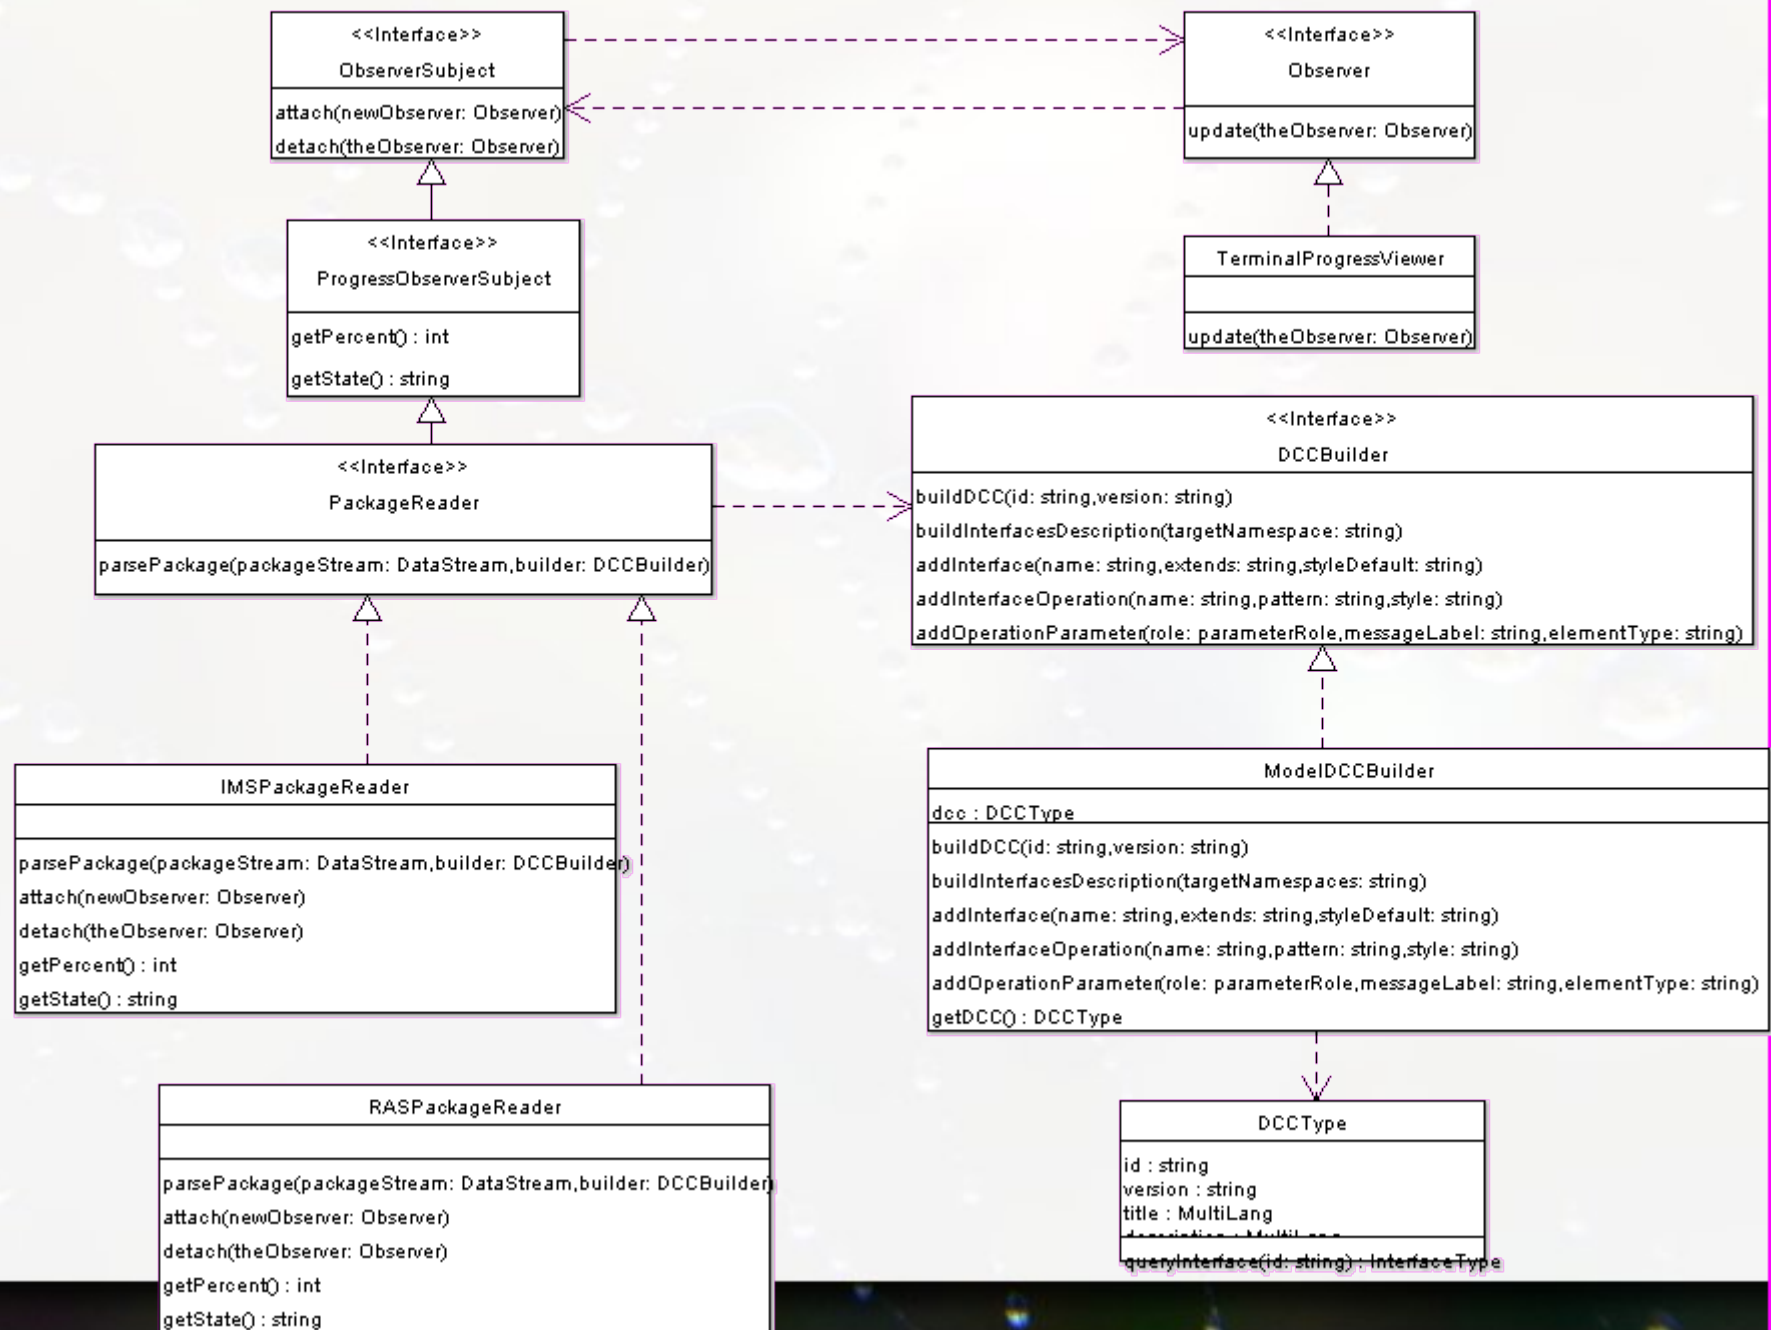 <<Interface>>
ObserverSubject
attach(newObserver: Observer)
detach(theObserver: Observer)
<<Interface>>
Observer
update(theObserver: Observer)
<<Interface>>
ProgressObserverSubject
getPercent() : int
getState() : string
TerminalProgressViewer
update(theObserver: Observer)
<<Interface>>
PackageReader
parsePackage(packageStream: DataStream,builder: DCCBuilder)
<<Interface>>
DCCBuilder
buildDCC(id: string,version: string)
buildInterfacesDescription(targetNamespace: string)
addInterface(name: string,extends: string,styleDefault: string)
addInterfaceOperation(name: string,pattern: string,style: string)
addOperationParameter(role: parameterRole,messageLabel: string,elementType: string)
IMSPackageReader
parsePackage(packageStream: DataStream,builder: DCCBuilder)
attach(newObserver: Observer)
detach(theObserver: Observer)
getPercent() : int
getState() : string
ModelDCCBuilder
dcc : DCCType
buildDCC(id: string,version: string)
buildInterfacesDescription(targetNamespaces: string)
addInterface(name: string,extends: string,styleDefault: string)
addInterfaceOperation(name: string,pattern: string,style: string)
addOperationParameter(role: parameterRole,messageLabel: string,elementType: string)
getDCC() : DCCType
RASPackageReader
parsePackage(packageStream: DataStream,builder: DCCBuilder)
attach(newObserver: Observer)
detach(theObserver: Observer)
getPercent() : int
getState() : string
DCCType
id : string
version : string
title : MultiLang
description : MultiLang
queryInterface(id: string) : InterfaceType